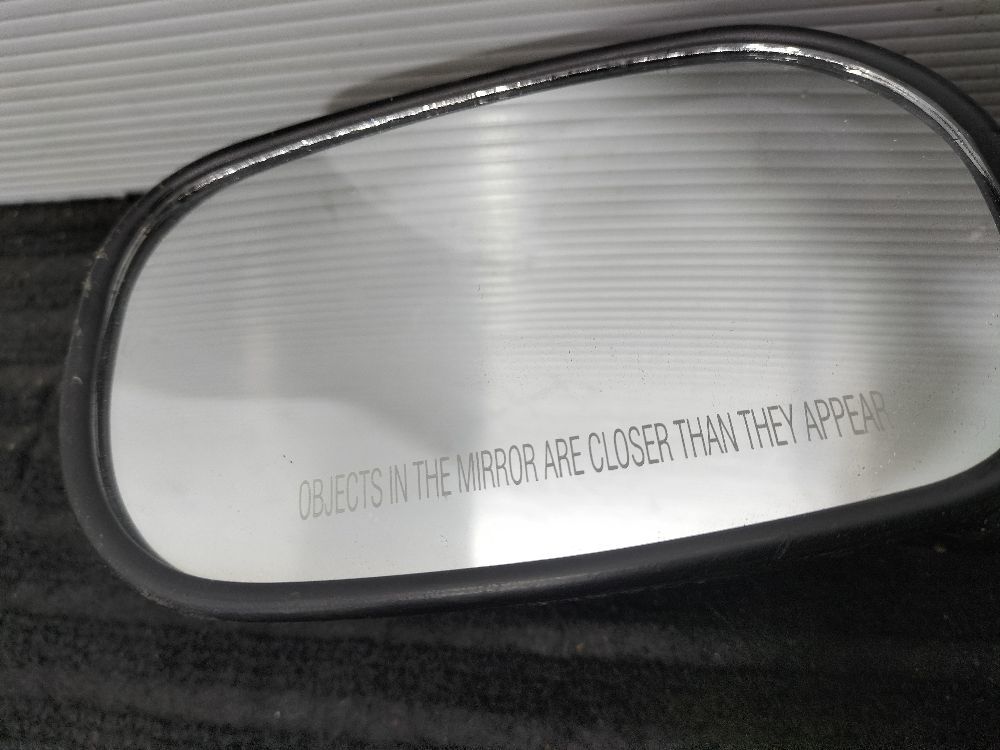 OBJECTS IN THE MIRROR ARE CLOSER THAN THEY APPEAR